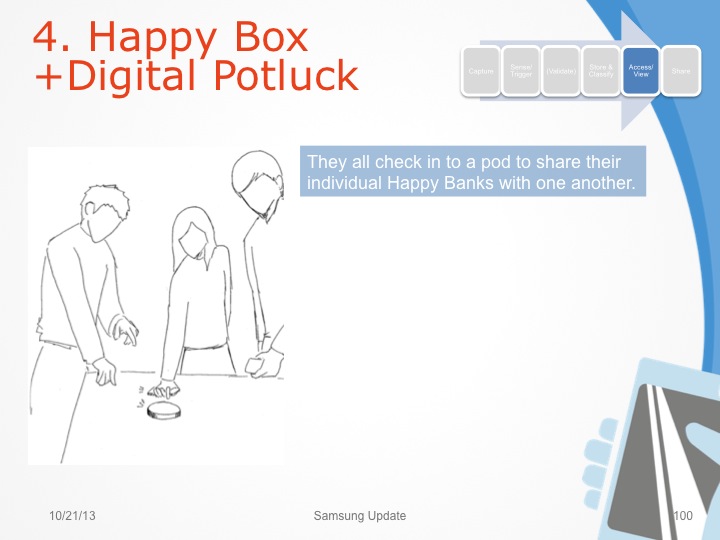 4. Happy Box
+Digital Potluck
Capture
Sense/
Trigger
(Validate)
Store &
Classify
Access/
View
Share
They all check in to a pod to share their
individual Happy Banks with one another.
10/21/13
Samsung Update
100